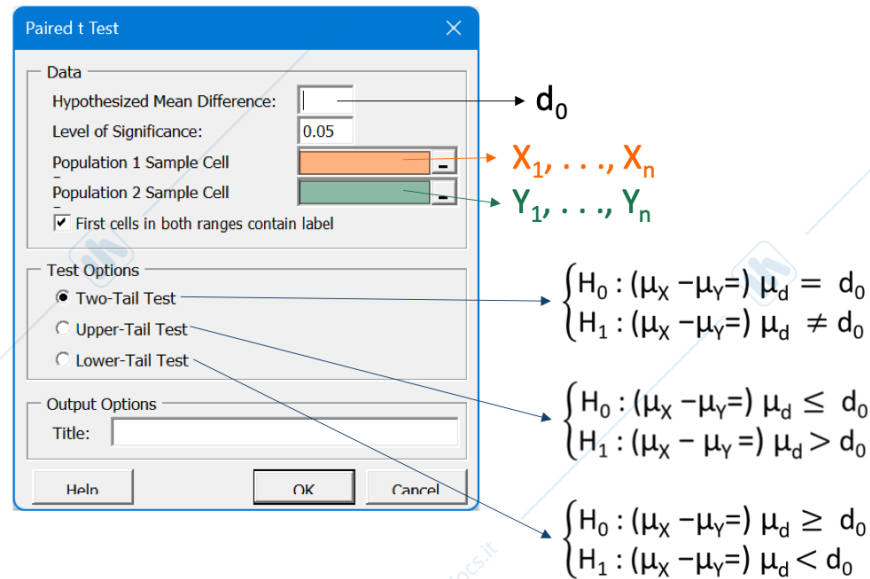 Paired t Test
Data
Hypothesized Mean Difference:
d₀
Level of Significance: 0.05
Population 1 Sample Cell
X₁, . . ., Xₙ
Population 2 Sample Cell
Y₁, . . ., Yₙ
First cells in both ranges contain label
Test Options
Two-Tail Test
H₀ : (μX −μY=) μd = d₀
H₁ : (μX −μY=) μd ≠ d₀
Upper-Tail Test
Lower-Tail Test
H₀ : (μX −μY=) μd ≤ d₀
H₁ : (μX − μY =) μd > d₀
Output Options
Title:
Help OK Cancel
H₀ : (μX −μY=) μd ≥ d₀
H₁ : (μX −μY=) μd < d₀
docs.it